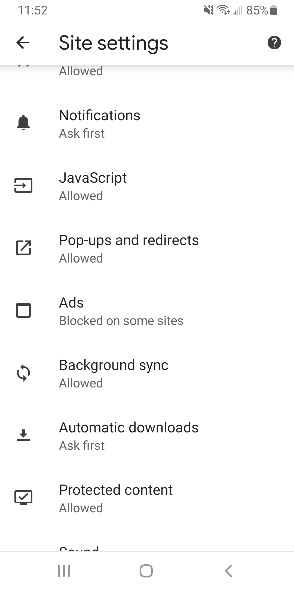 11:52
85%
Site settings
Allowed
Notifications
Ask first
JavaScript
Allowed
Pop-ups and redirects
Allowed
Ads
Blocked on some sites
Background sync
Allowed
Automatic downloads
Ask first
Protected content
Allowed
Sound